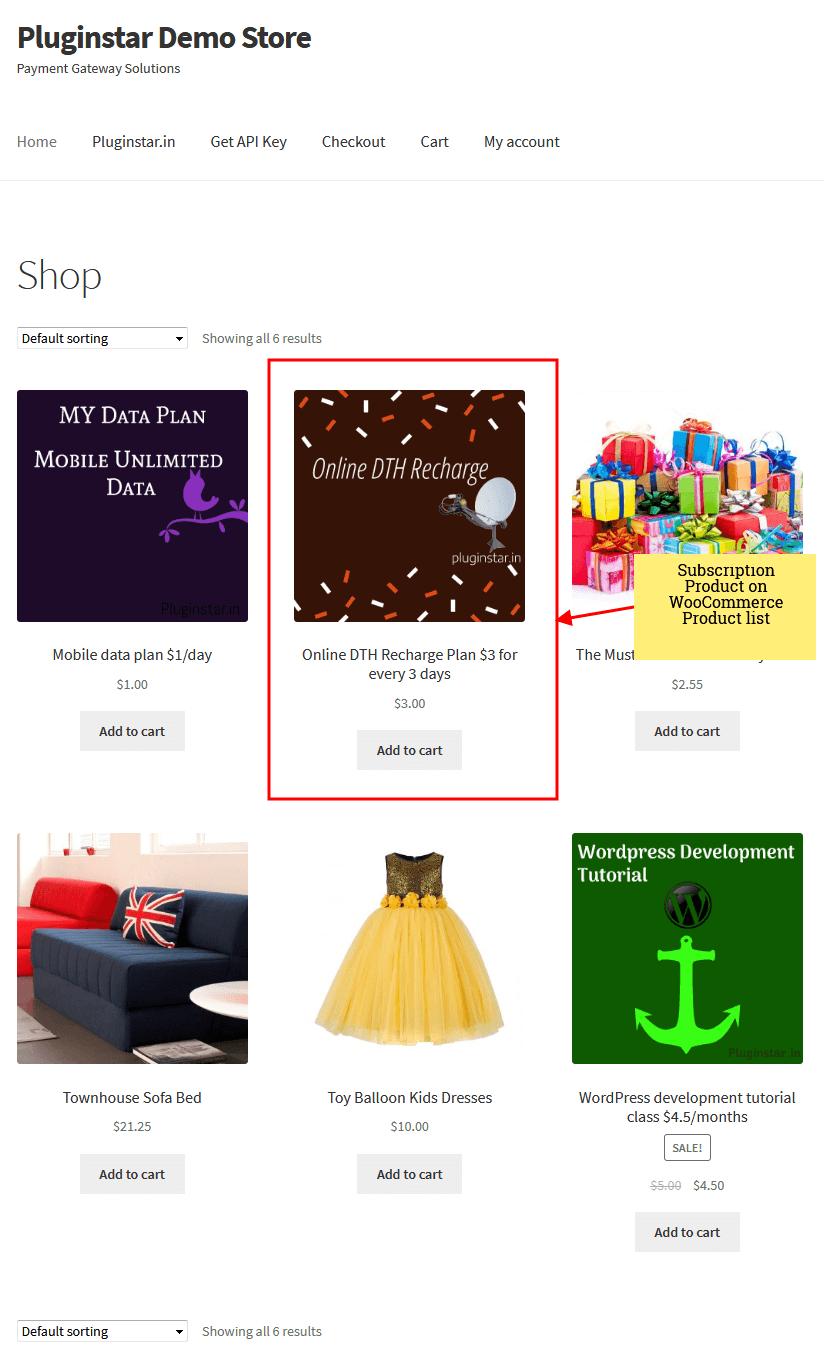 Pluginstar Demo Store
Payment Gateway Solutions
Home Pluginstar.in Get API Key Checkout Cart My account
Shop
Default sorting Showing all 6 results
MY Data Plan
Mobile Unlimited
Data
Pluginstar.in
Mobile data plan $1/day
$1.00
Add to cart
Online DTH Recharge
pluginstar.in
Online DTH Recharge Plan $3 for
every 3 days
$3.00
Add to cart
Subscription
Product on
WooCommerce
Product list
The
$2.55
Add to cart
Townhouse Sofa Bed
$21.25
Add to cart
Toy Balloon Kids Dresses
$10.00
Add to cart
Wordpress Development
Tutorial
Pluginstar.in
WordPress development tutorial
class $4.5/months
SALE!
$5.00 $4.50
Add to cart
Default sorting Showing all 6 results